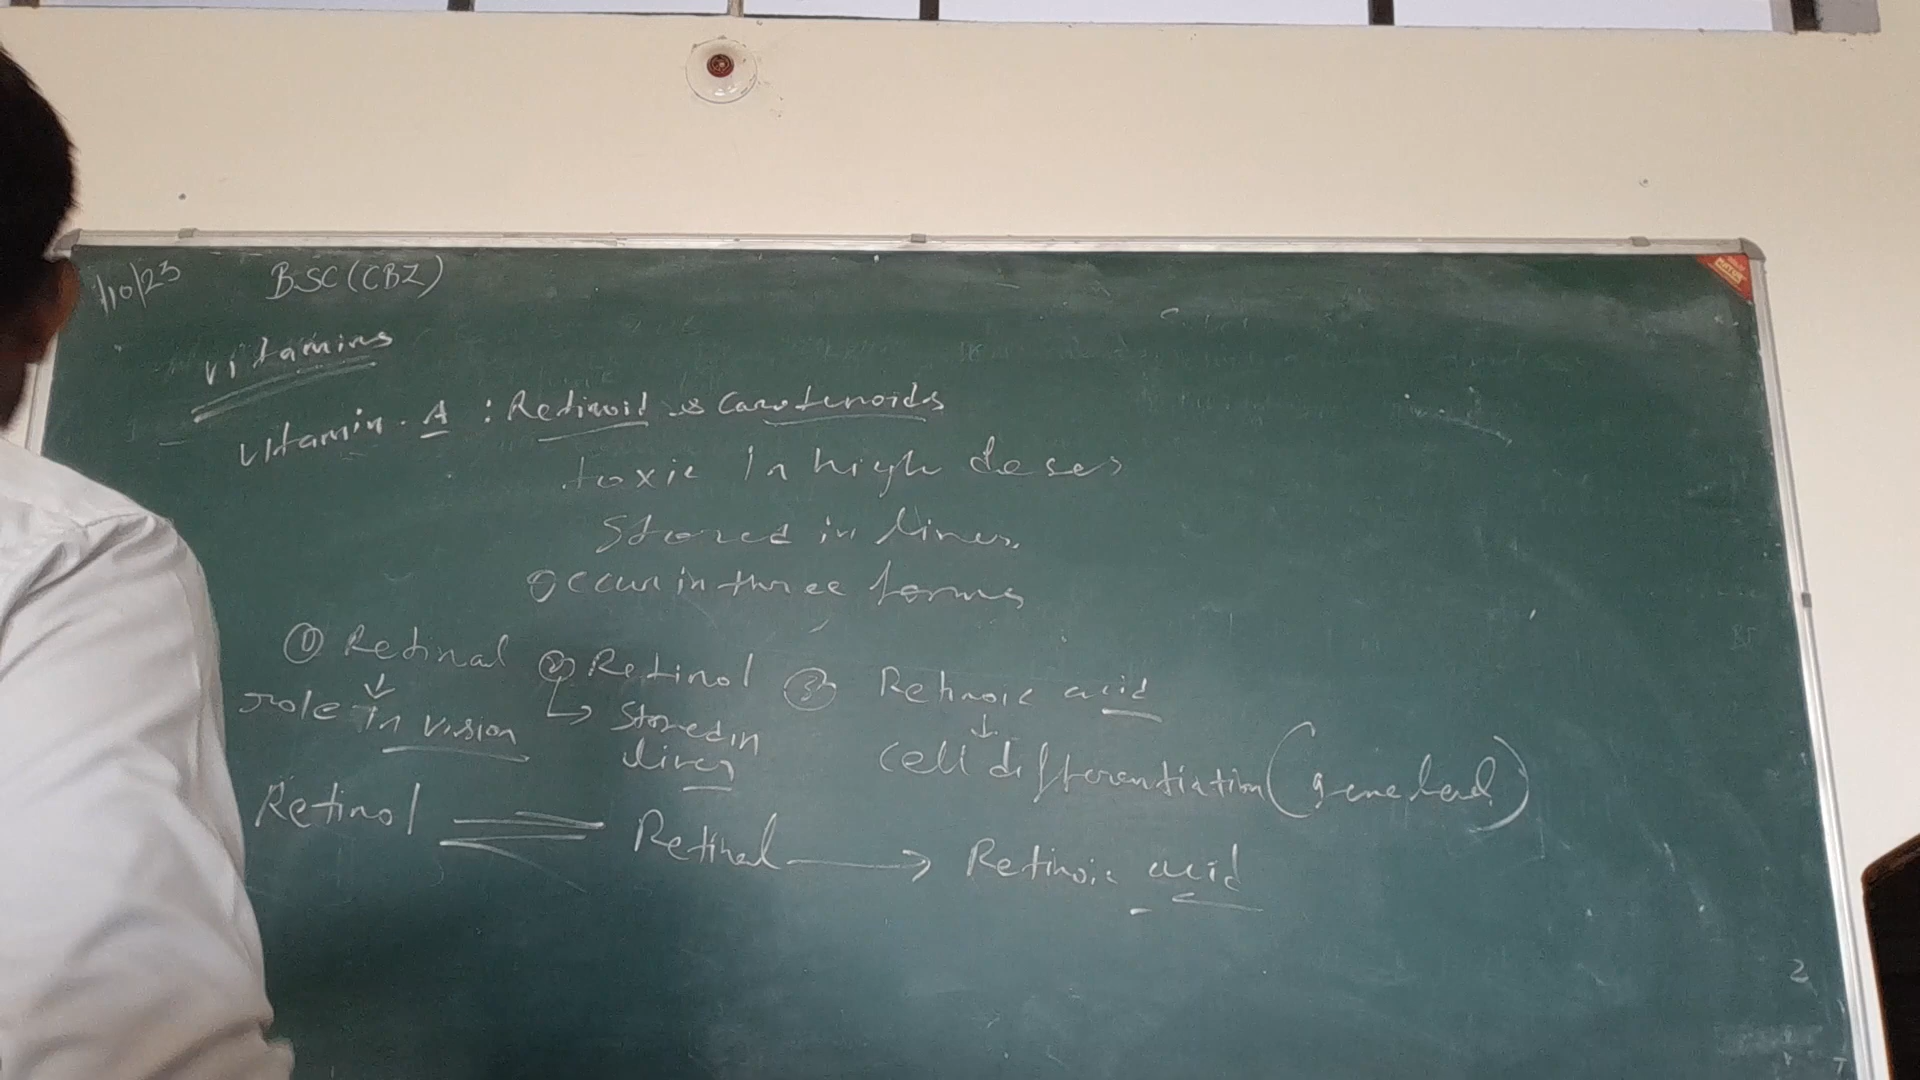 /10/23 BSC (CBZ)
Vitamins
Vitamin. A : Retinoid & Carotenoids
toxic in high doses
Stored in liver.
Occur in three forms
① Retinal ② Retinol ③ Retinoic acid
role in vision
Stored in
liver
cell differentiation (gene
Retinol Retinal → Retinoic acid
2